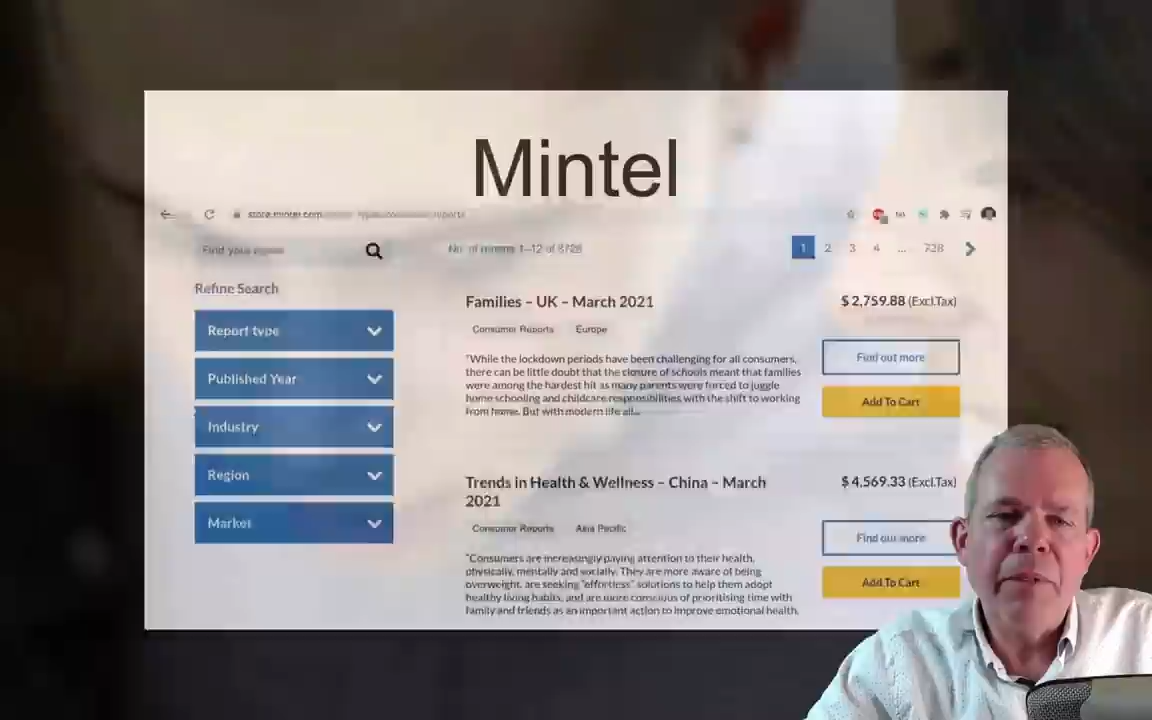 Mintel
Find your
No. of 1–12 of 8728
1 2 3 4 ... 728
Refine Search
Report type
Published Year
Industry
Region
Market
Families – UK – March 2021
$ 2,759.88 (Excl.Tax)
Consumer Reports Europe
"While the lockdown periods have been challenging for all consumers,
there can be little doubt that the closure of schools meant that families
were among the hardest hit as many parents were forced to juggle
home schooling and childcare responsibilities with the shift to working
from home. But with modern life all...
Find out more
Add To Cart
Trends in Health & Wellness – China – March
2021
$ 4,569.33 (Excl.Tax)
Consumer Reports Asia Pacific
"Consumers are increasingly paying attention to their health,
physically, mentally and socially. They are more aware of being
overweight, are seeking "effortless" solutions to help them adopt
healthy living habits, and are more conscious of prioritising time with
family and friends as an important action to improve emotional health.
Find out more
Add To Cart